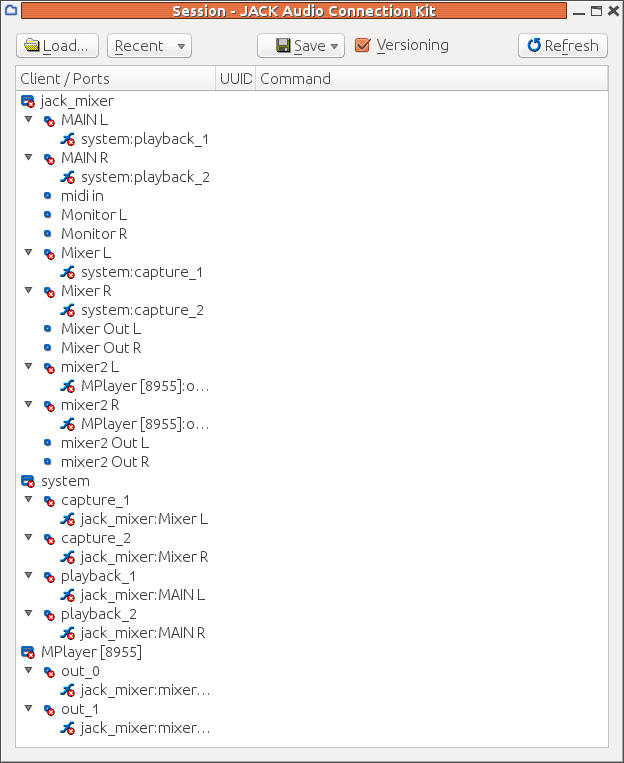 Session - JACK Audio Connection Kit
Load... Recent Save Versioning Refresh
Client / Ports UUID Command
jack_mixer
MAIN L
system:playback_1
MAIN R
system:playback_2
midi in
Monitor L
Monitor R
Mixer L
system:capture_1
Mixer R
system:capture_2
Mixer Out L
Mixer Out R
mixer2 L
MPlayer [8955]:o...
mixer2 R
MPlayer [8955]:o...
mixer2 Out L
mixer2 Out R
system
capture_1
jack_mixer:Mixer L
capture_2
jack_mixer:Mixer R
playback_1
jack_mixer:MAIN L
playback_2
jack_mixer:MAIN R
MPlayer [8955]
out_0
jack_mixer:mixer...
out_1
jack_mixer:mixer...